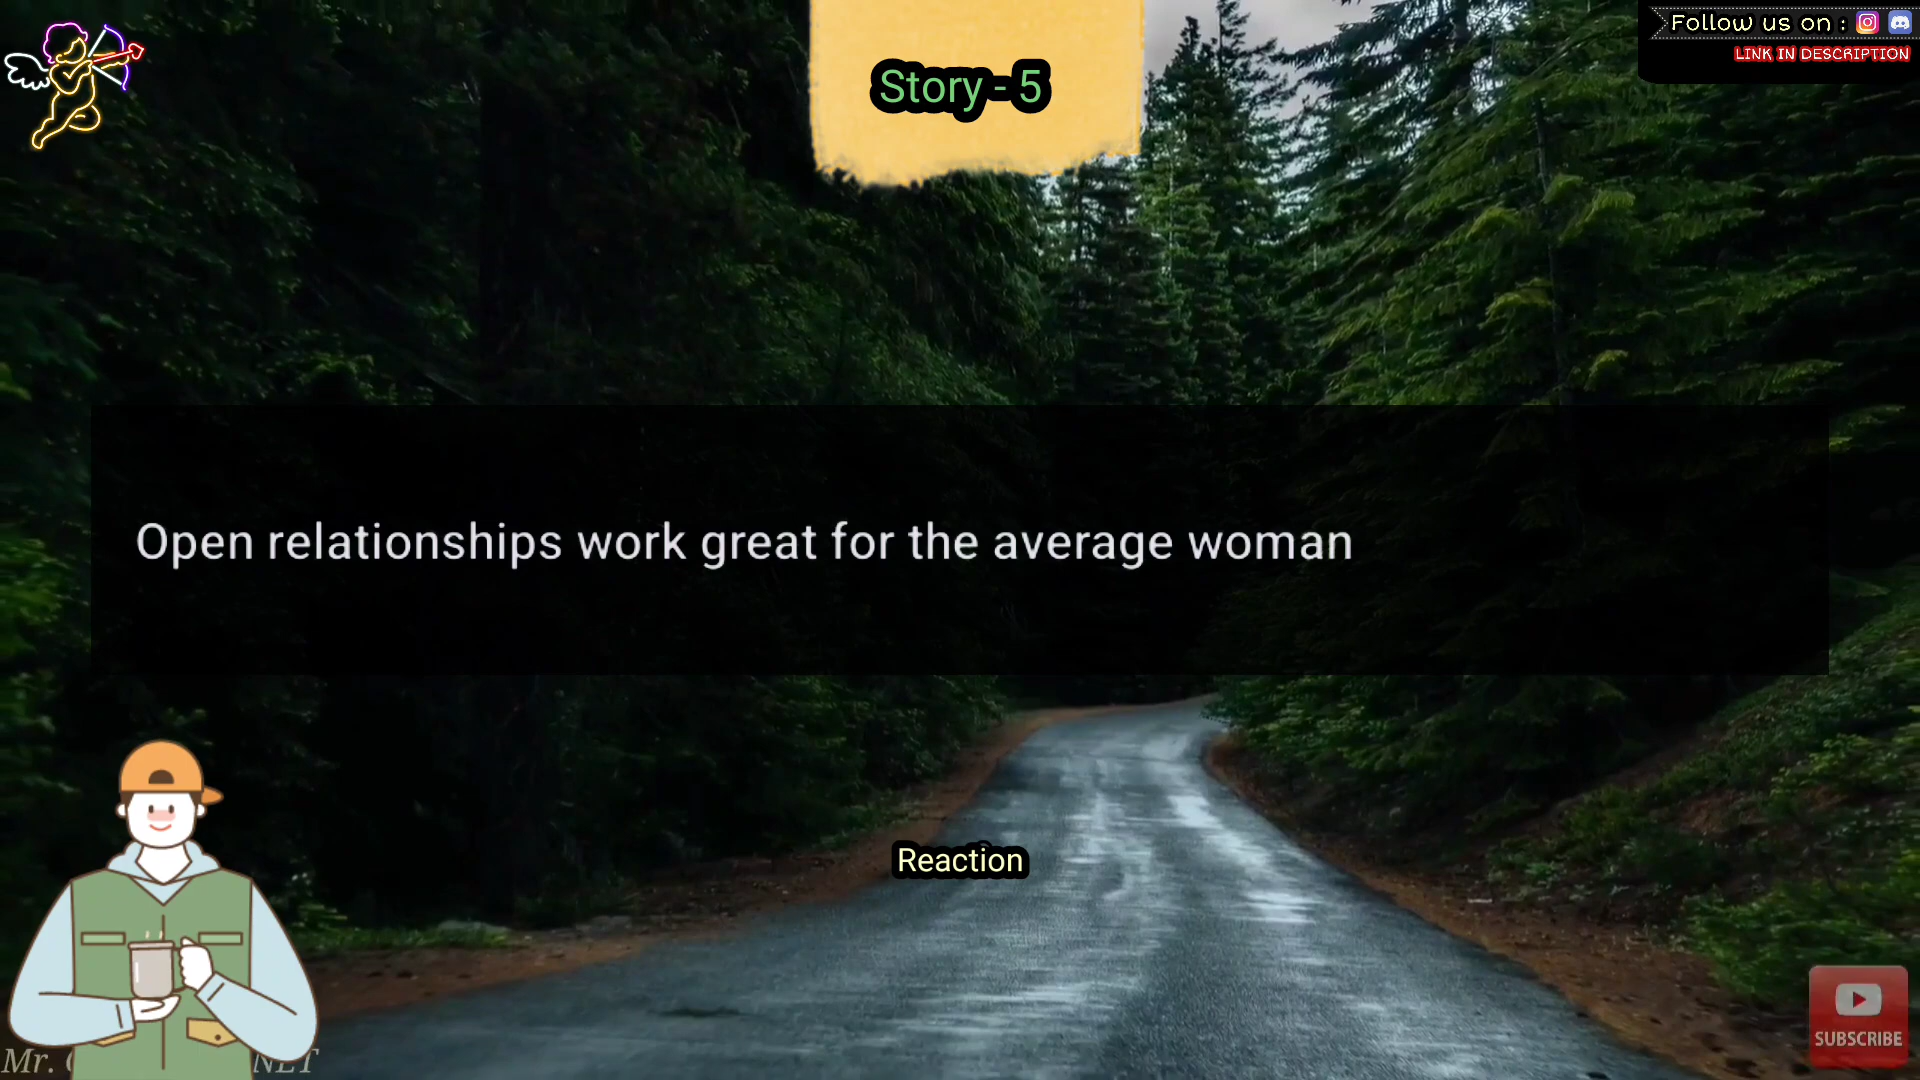 Follow us on :
LINK IN DESCRIPTION
Story - 5
Open relationships work great for the average woman
Reaction
SUBSCRIBE
Mr.